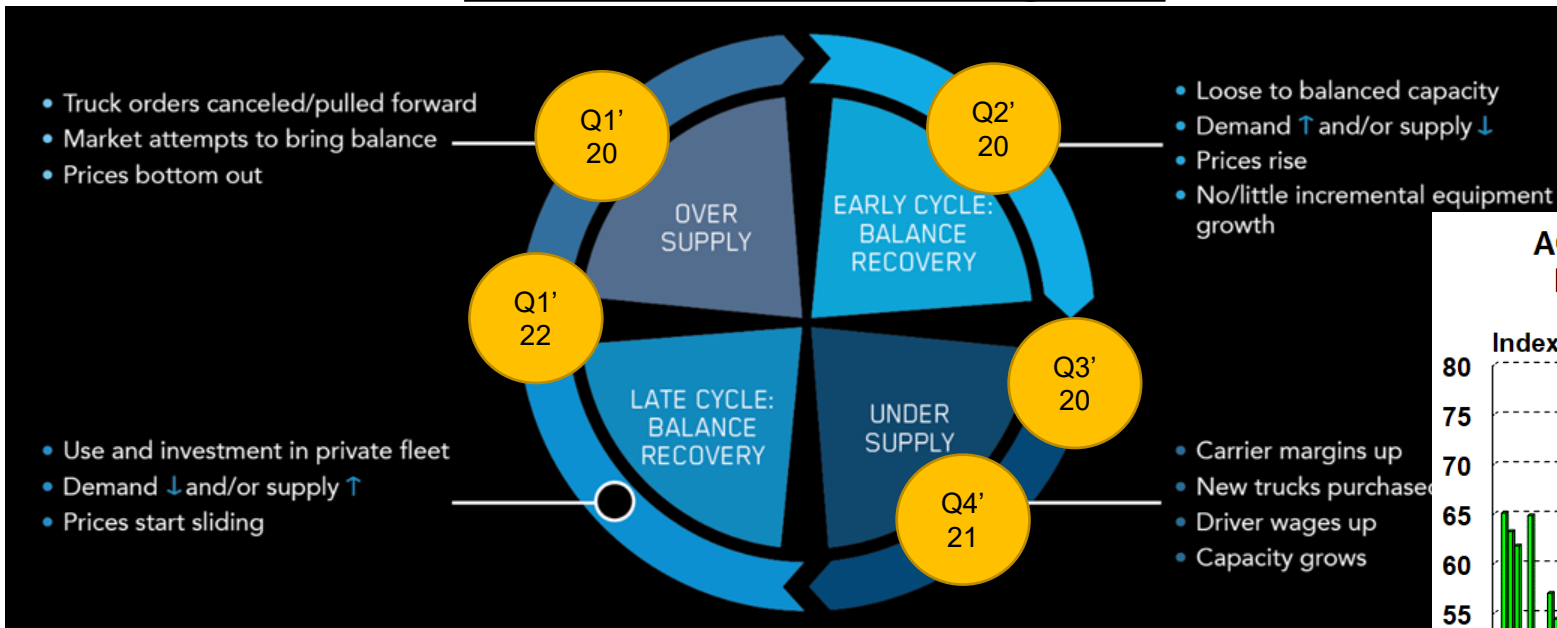 • Truck orders canceled/pulled forward
• Market attempts to bring balance
• Prices bottom out
Q1’
20
Q2’
20
• Loose to balanced capacity
• Demand ↑ and/or supply ↓
• Prices rise
• No/little incremental equipment
growth
OVER
SUPPLY
EARLY CYCLE:
BALANCE
RECOVERY
Q1’
22
Q3’
20
LATE CYCLE:
BALANCE
RECOVERY
UNDER
SUPPLY
Q4’
21
• Use and investment in private fleet
• Demand ↓ and/or supply ↑
• Prices start sliding
• Carrier margins up
• New trucks purchased
• Driver wages up
• Capacity grows
Index
80
75
70
65
60
55